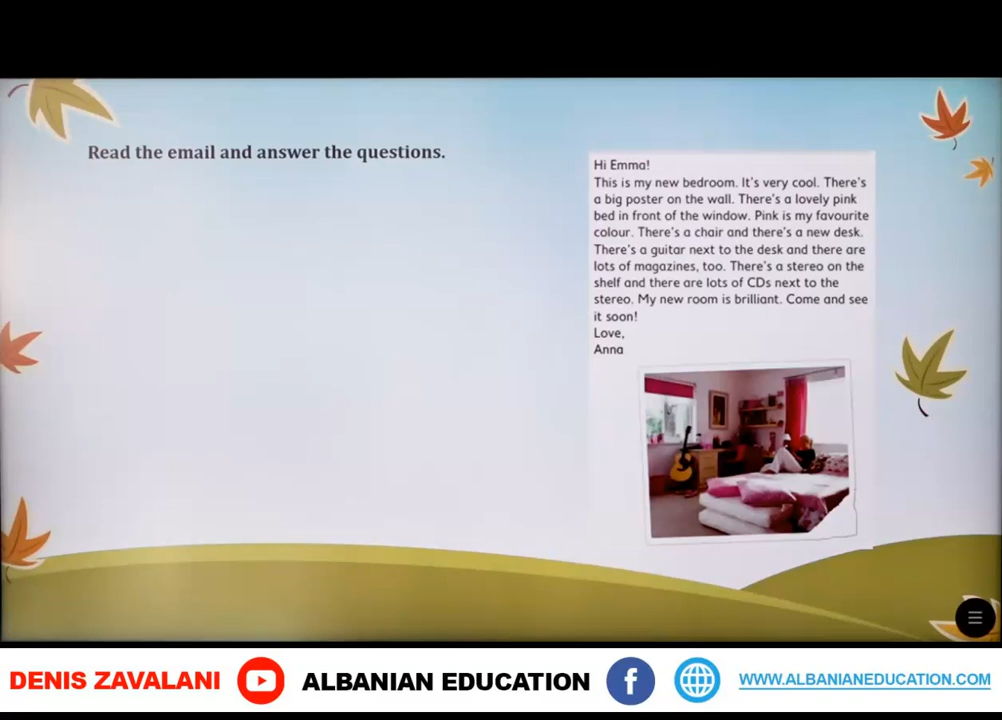 Read the email and answer the questions.
Hi Emma!
This is my new bedroom. It's very cool. There's
a big poster on the wall. There's a lovely pink
bed in front of the window. Pink is my favourite
colour. There's a chair and there's a new desk.
There's a guitar next to the desk and there are
lots of magazines, too. There's a stereo on the
shelf and there are lots of CDs next to the
stereo. My new room is brilliant. Come and see
it soon!
Love,
Anna
DENIS ZAVALANI
ALBANIAN EDUCATION
f
WWW.ALBANIANEDUCATION.COM